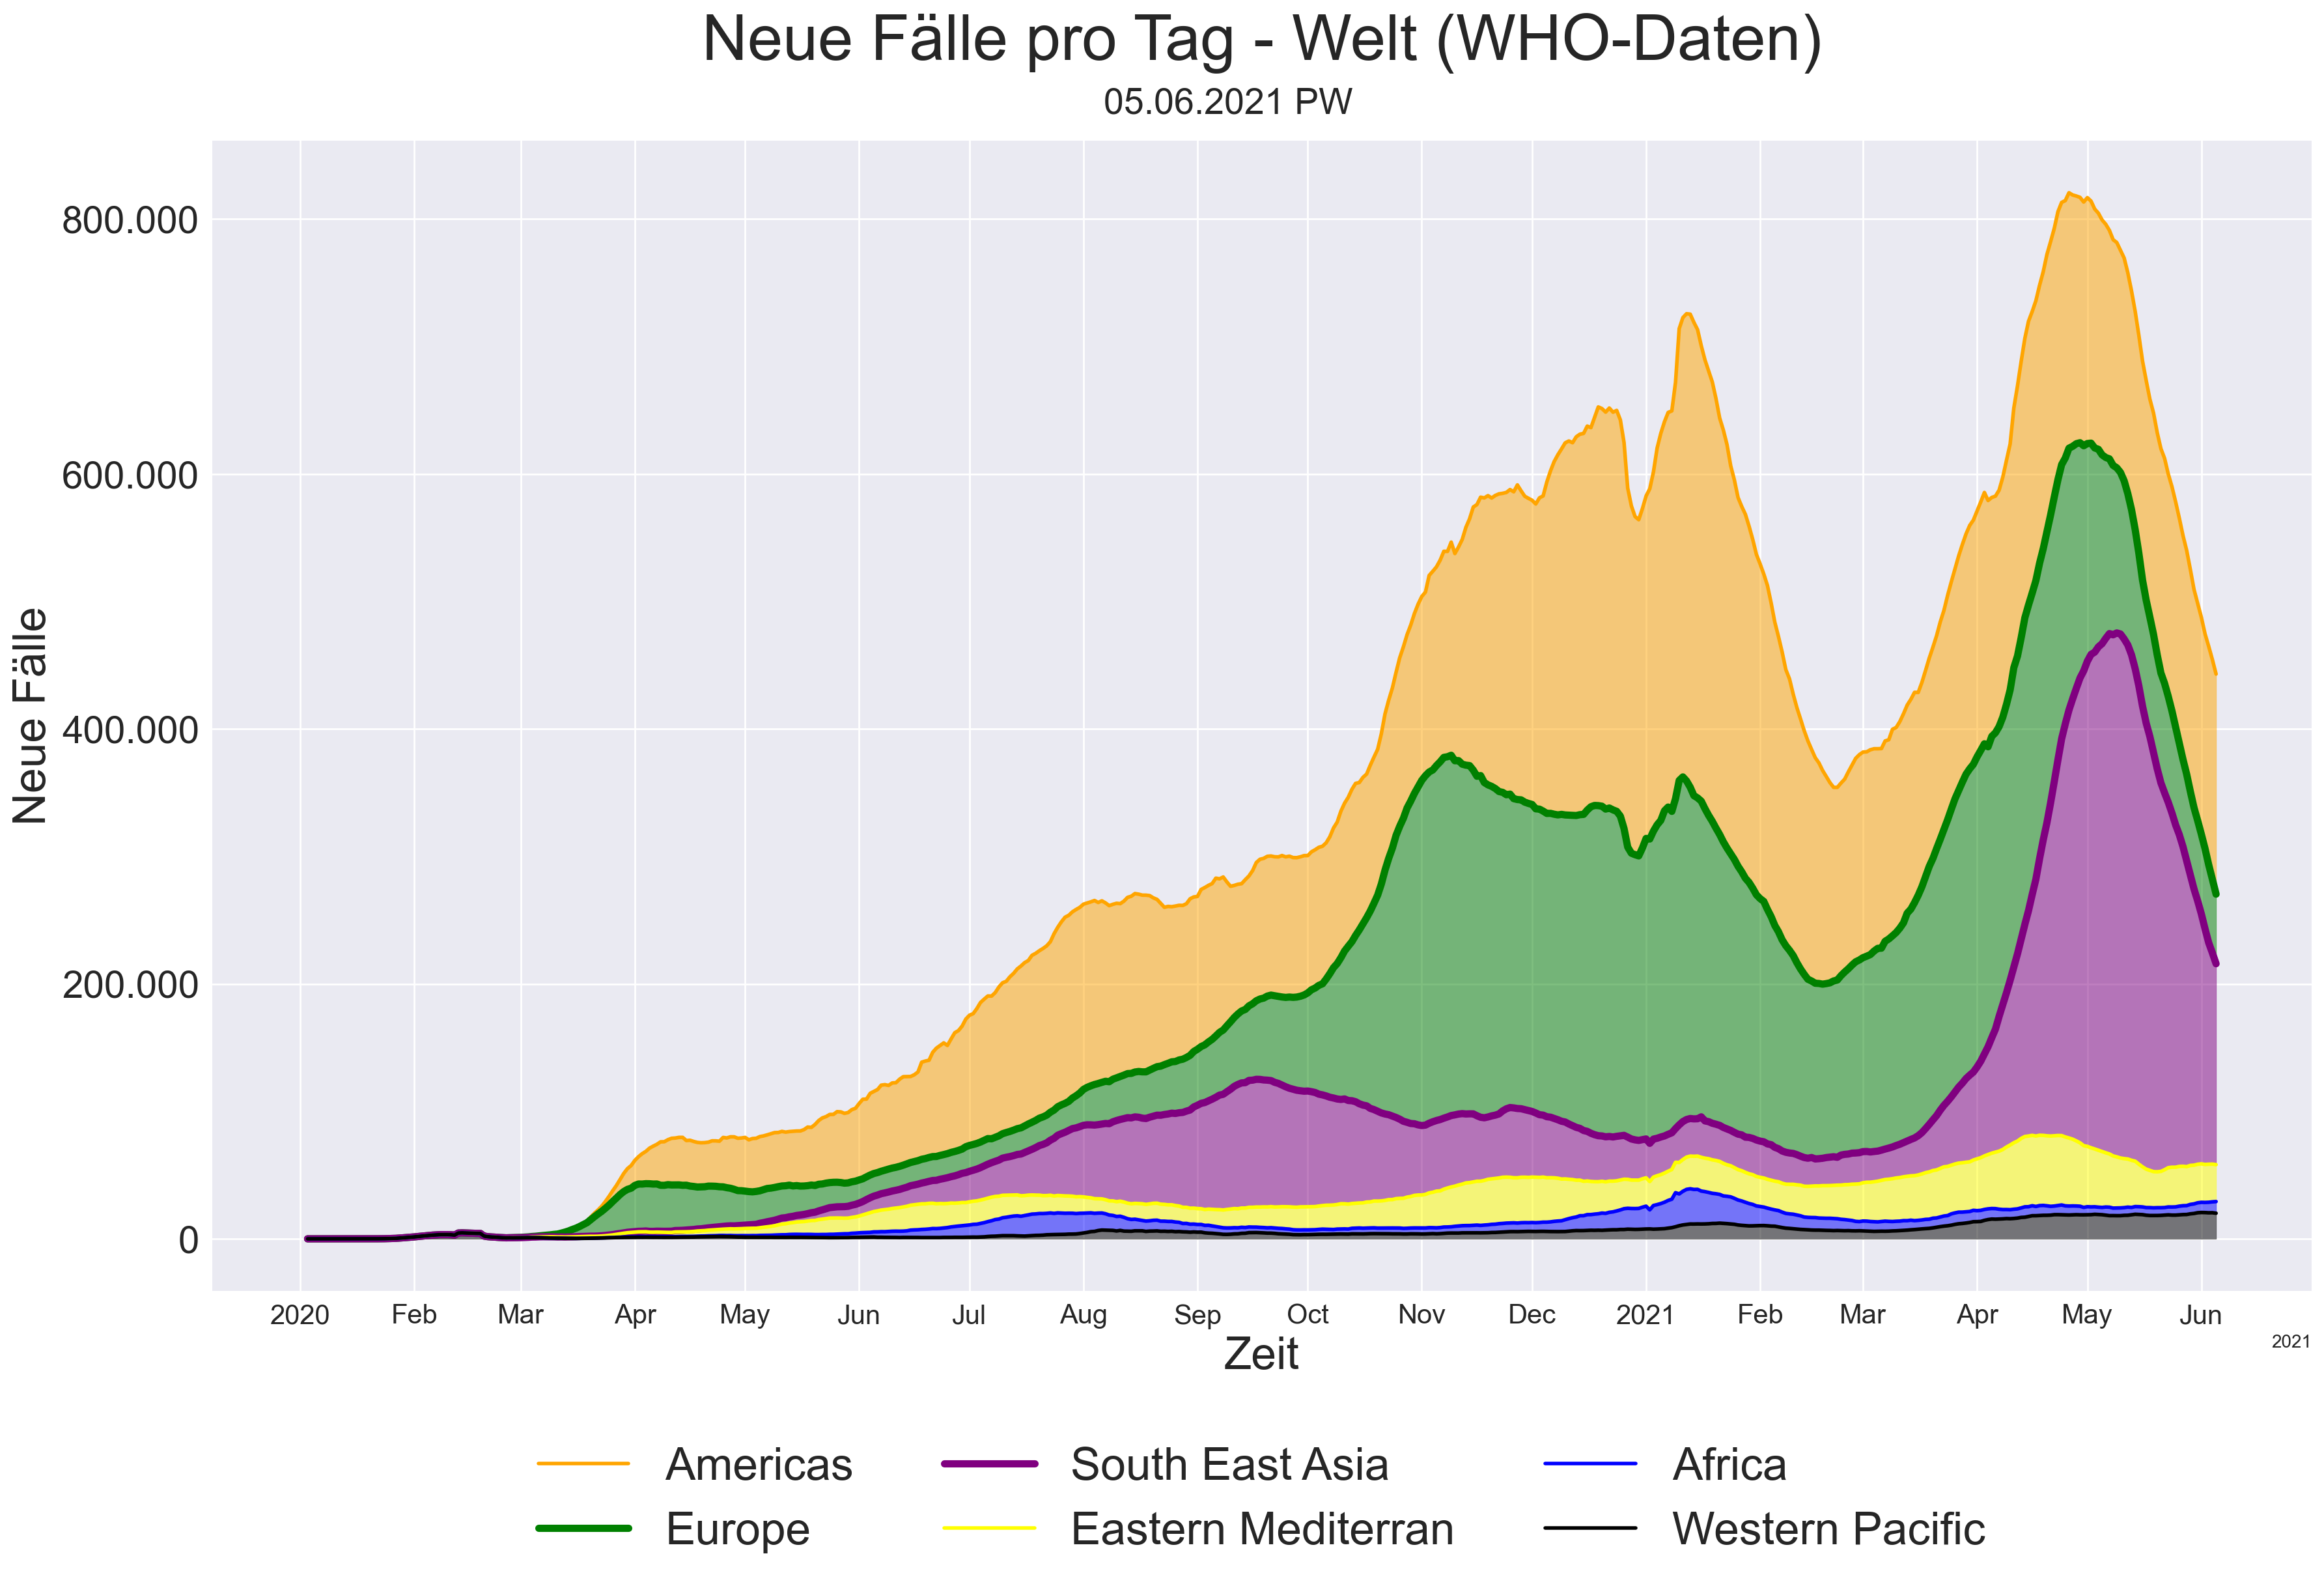 Neue Fälle pro Tag - Welt (WHO-Daten)
05.06.2021 PW
Neue Fälle
800.000
600.000
400.000
200.000
0
2020 Feb Mar Apr May Jun Jul Aug Sep Oct Nov Dec 2021 Feb Mar Apr May Jun
2021
Zeit
Americas South East Asia Africa
Europe Eastern Mediterran Western Pacific